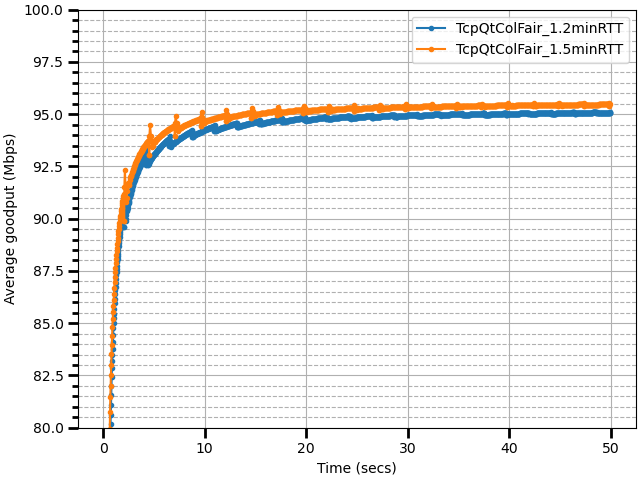 100.0
97.5
95.0
92.5
90.0
87.5
85.0
82.5
80.0
Average goodput (Mbps)
TcpQtColFair_1.2minRTT
TcpQtColFair_1.5minRTT
0 10 20 30 40 50
Time (secs)